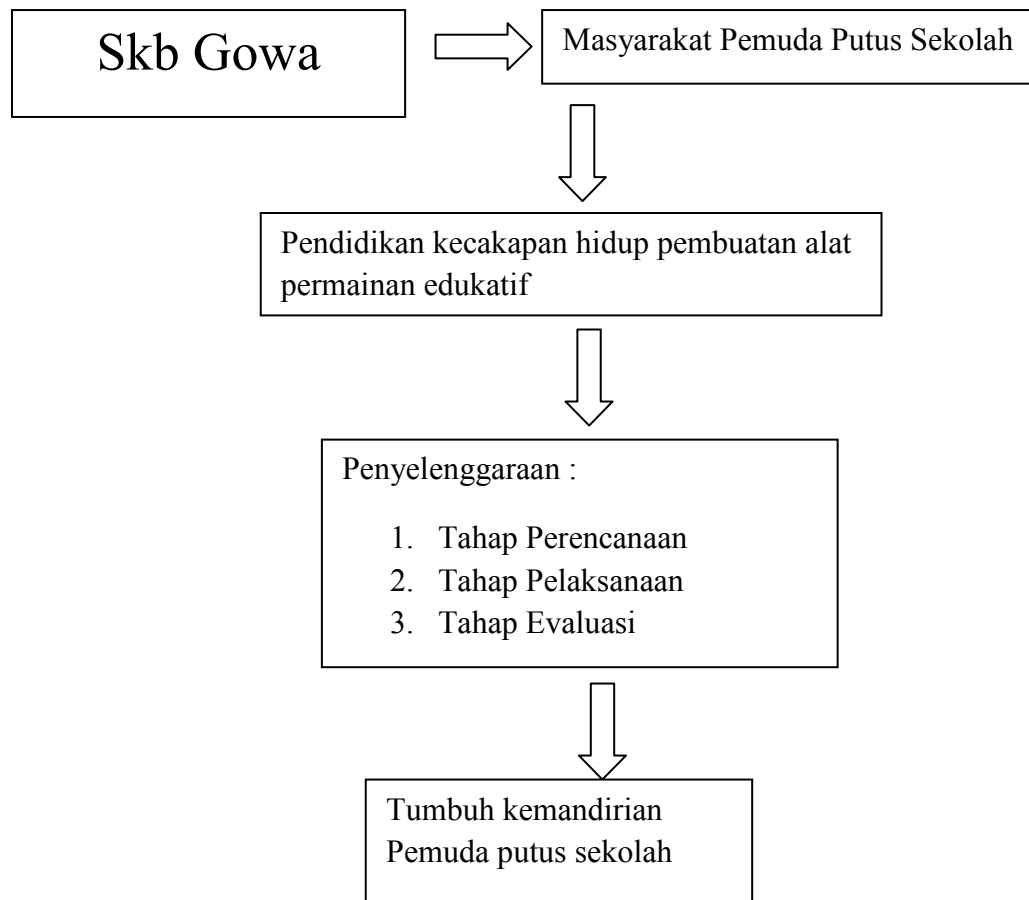 Skb Gowa
Masyarakat Pemuda Putus Sekolah
Pendidikan kecakapan hidup pembuatan alat
permainan edukatif
Penyelenggaraan :
1. Tahap Perencanaan
2. Tahap Pelaksanaan
3. Tahap Evaluasi
Tumbuh kemandirian
Pemuda putus sekolah